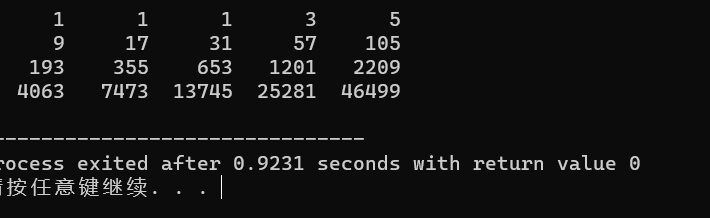 1 1 1 3 5
9 17 31 57 105
193 355 653 1201 2209
4063 7473 13745 25281 46499
------------------------------
rocess exited after 0.9231 seconds with return value 0
按任意键继续. . .